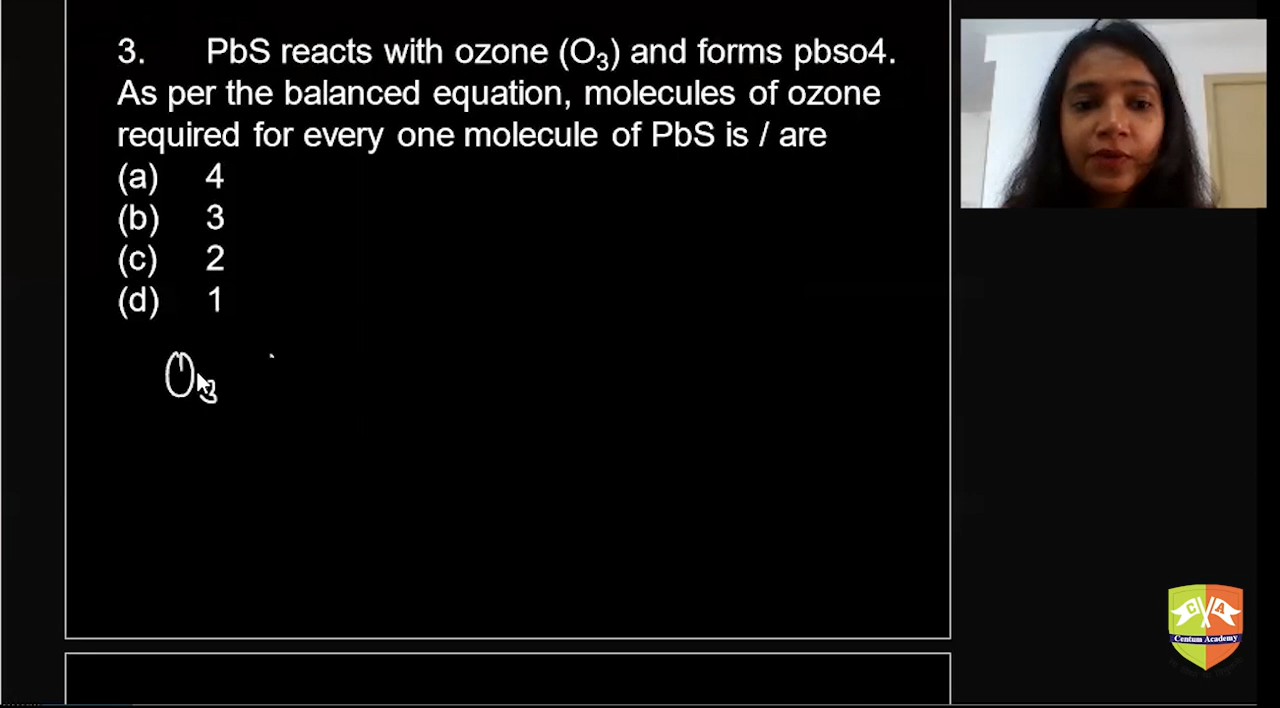 3. PbS reacts with ozone (O₃) and forms pbso4.
As per the balanced equation, molecules of ozone
required for every one molecule of PbS is / are
(a) 4
(b) 3
(c) 2
(d) 1
O₃
C A
Centum Academy